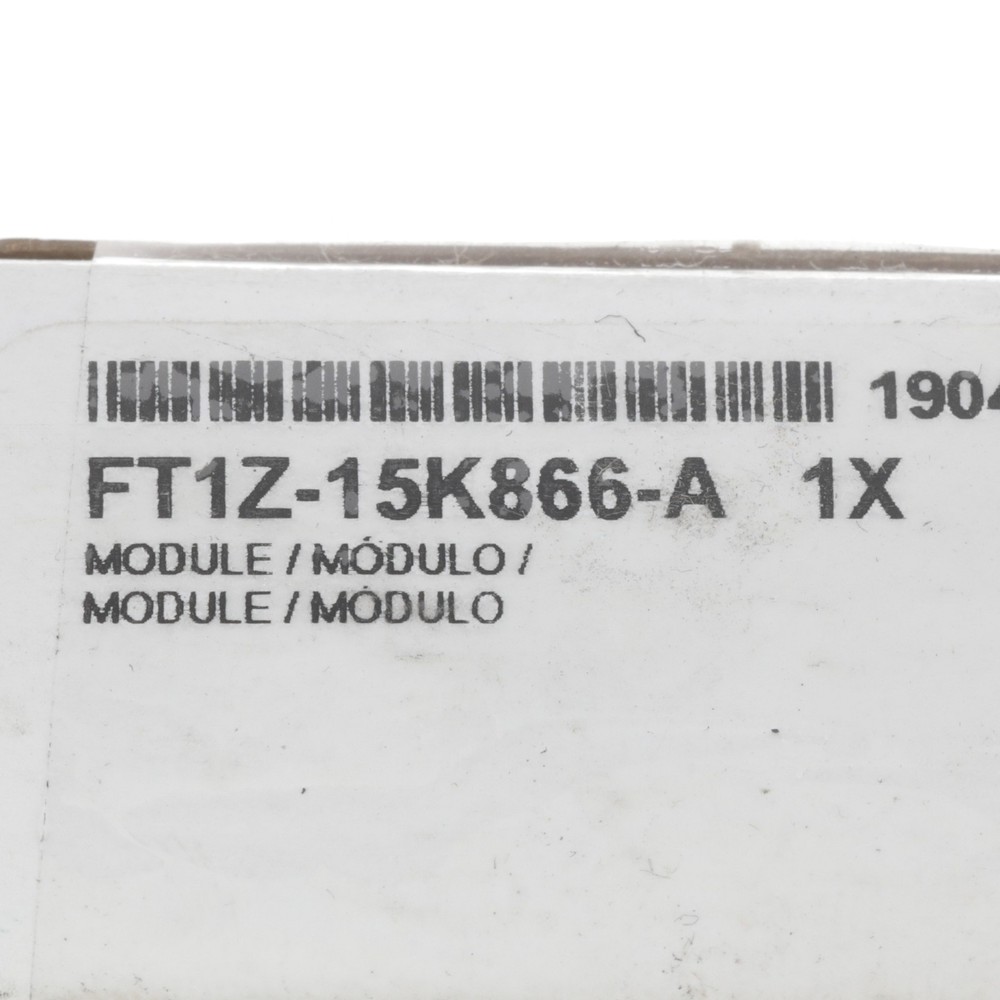 1904
FT1Z-15K866-A 1X
MODULE / MÓDULO /
MODULE / MÓDULO